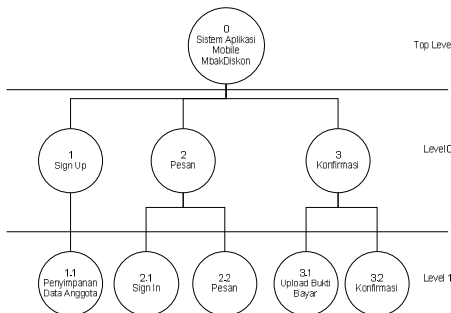 0
Sistem Aplikasi
Mobile
MbakDiskon
Top Leve
1
Sign Up
2
Pesan
3
Konfirmasi
Level 0
1.1
Penyimpanan
Data Anggota
2.1
Sign In
2.2
Pesan
3.1
Upload Bukti
Bayar
3.2
Konfirmasi
Level 1